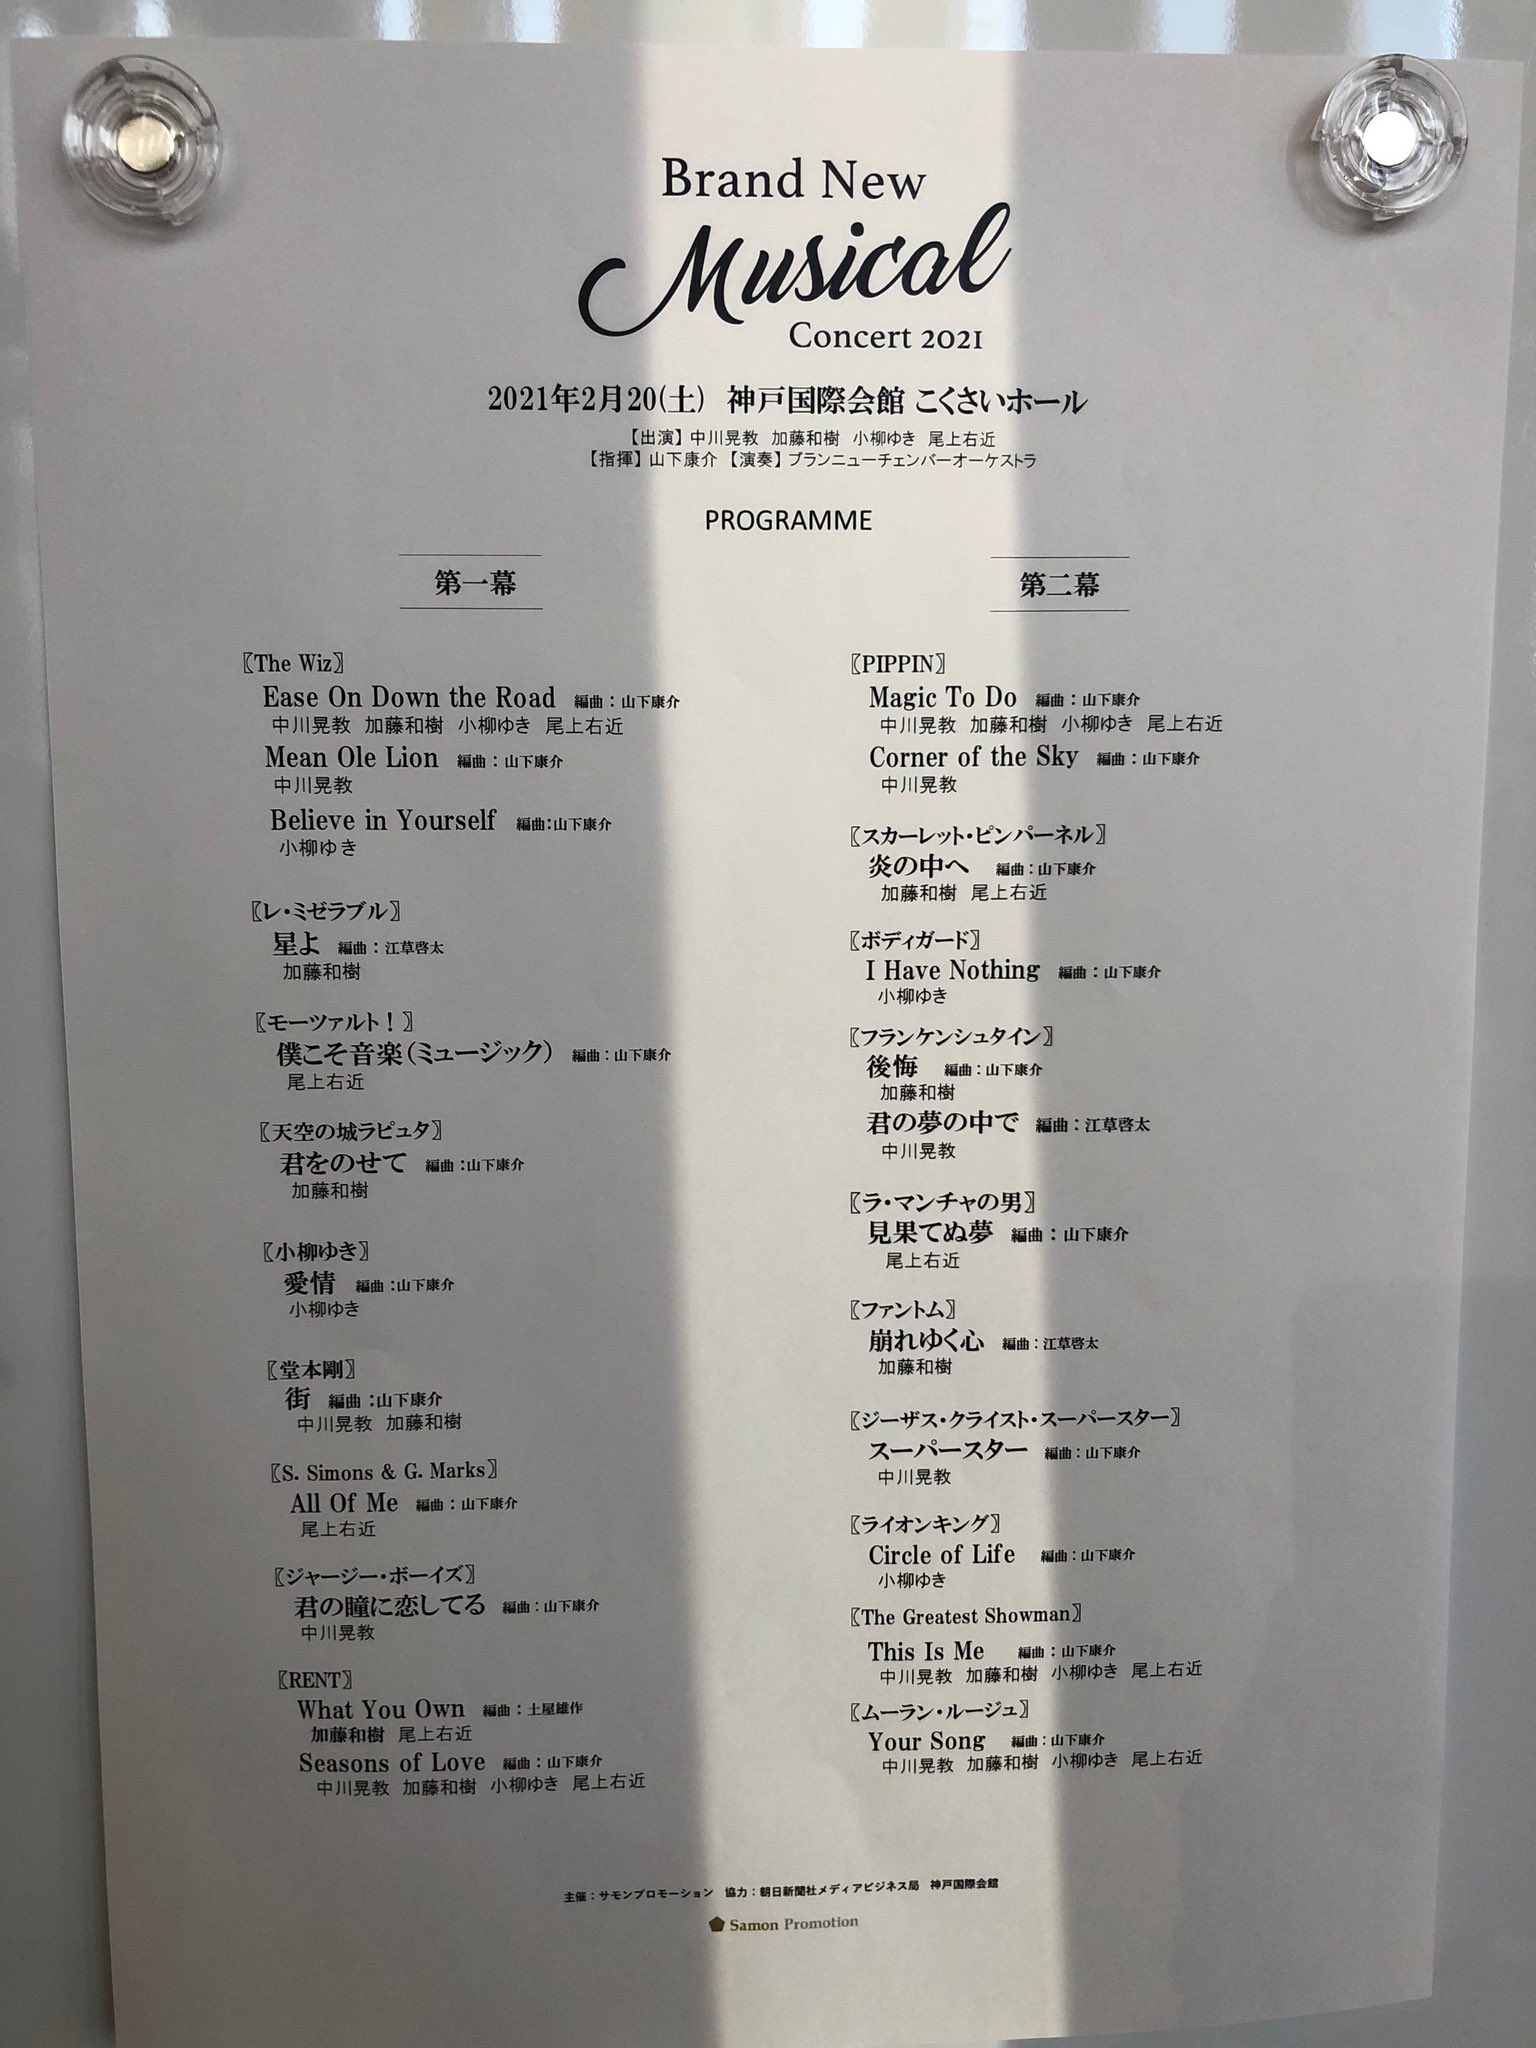 Brand New
Musical
Concert 2021
2021年2月20(土) 神戸国際会館 こくさいホール
【出演】 中川晃教 加藤和樹 小柳ゆき 尾上右近
【指揮】 山下康介 【演奏】 ブランニューチェンバーオーケストラ
PROGRAMME
第一幕
〖The Wiz〗
Ease On Down the Road 編曲：山下康介
中川晃教 加藤和樹 小柳ゆき 尾上右近
Mean Ole Lion 編曲：山下康介
中川晃教
Believe in Yourself 編曲:山下康介
小柳ゆき
〖レ・ミゼラブル〗
星よ 編曲：江草啓太
加藤和樹
〖モーツァルト！〗
僕こそ音楽（ミュージック） 編曲：山下康介
尾上右近
〖天空の城ラピュタ〗
君をのせて 編曲：山下康介
加藤和樹
〖小柳ゆき〗
愛情 編曲：山下康介
小柳ゆき
〖堂本剛〗
街 編曲：山下康介
中川晃教 加藤和樹
〖S. Simons & G. Marks〗
All Of Me 編曲：山下康介
尾上右近
〖ジャージー・ボーイズ〗
君の瞳に恋してる 編曲：山下康介
中川晃教
〖RENT〗
What You Own 編曲：土屋雄作
加藤和樹 尾上右近
Seasons of Love 編曲：山下康介
中川晃教 加藤和樹 小柳ゆき 尾上右近
第二幕
〖PIPPIN〗
Magic To Do 編曲：山下康介
中川晃教 加藤和樹 小柳ゆき 尾上右近
Corner of the Sky 編曲：山下康介
中川晃教
〖スカーレット・ピンパーネル〗
炎の中へ 編曲：山下康介
加藤和樹 尾上右近
〖ボディガード〗
I Have Nothing 編曲：山下康介
小柳ゆき
〖フランケンシュタイン〗
後悔 編曲：山下康介
加藤和樹
君の夢の中で 編曲：江草啓太
中川晃教
〖ラ・マンチャの男〗
見果てぬ夢 編曲：山下康介
尾上右近
〖ファントム〗
崩れゆく心 編曲：江草啓太
加藤和樹
〖ジーザス・クライスト・スーパースター〗
スーパースター 編曲：山下康介
中川晃教
〖ライオンキング〗
Circle of Life 編曲：山下康介
小柳ゆき
〖The Greatest Showman〗
This Is Me 編曲：山下康介
中川晃教 加藤和樹 小柳ゆき 尾上右近
〖ムーラン・ルージュ〗
Your Song 編曲：山下康介
中川晃教 加藤和樹 小柳ゆき 尾上右近
主催：サモンプロモーション 協力：朝日新聞社メディアビジネス局 神戸国際会館
Samon Promotion